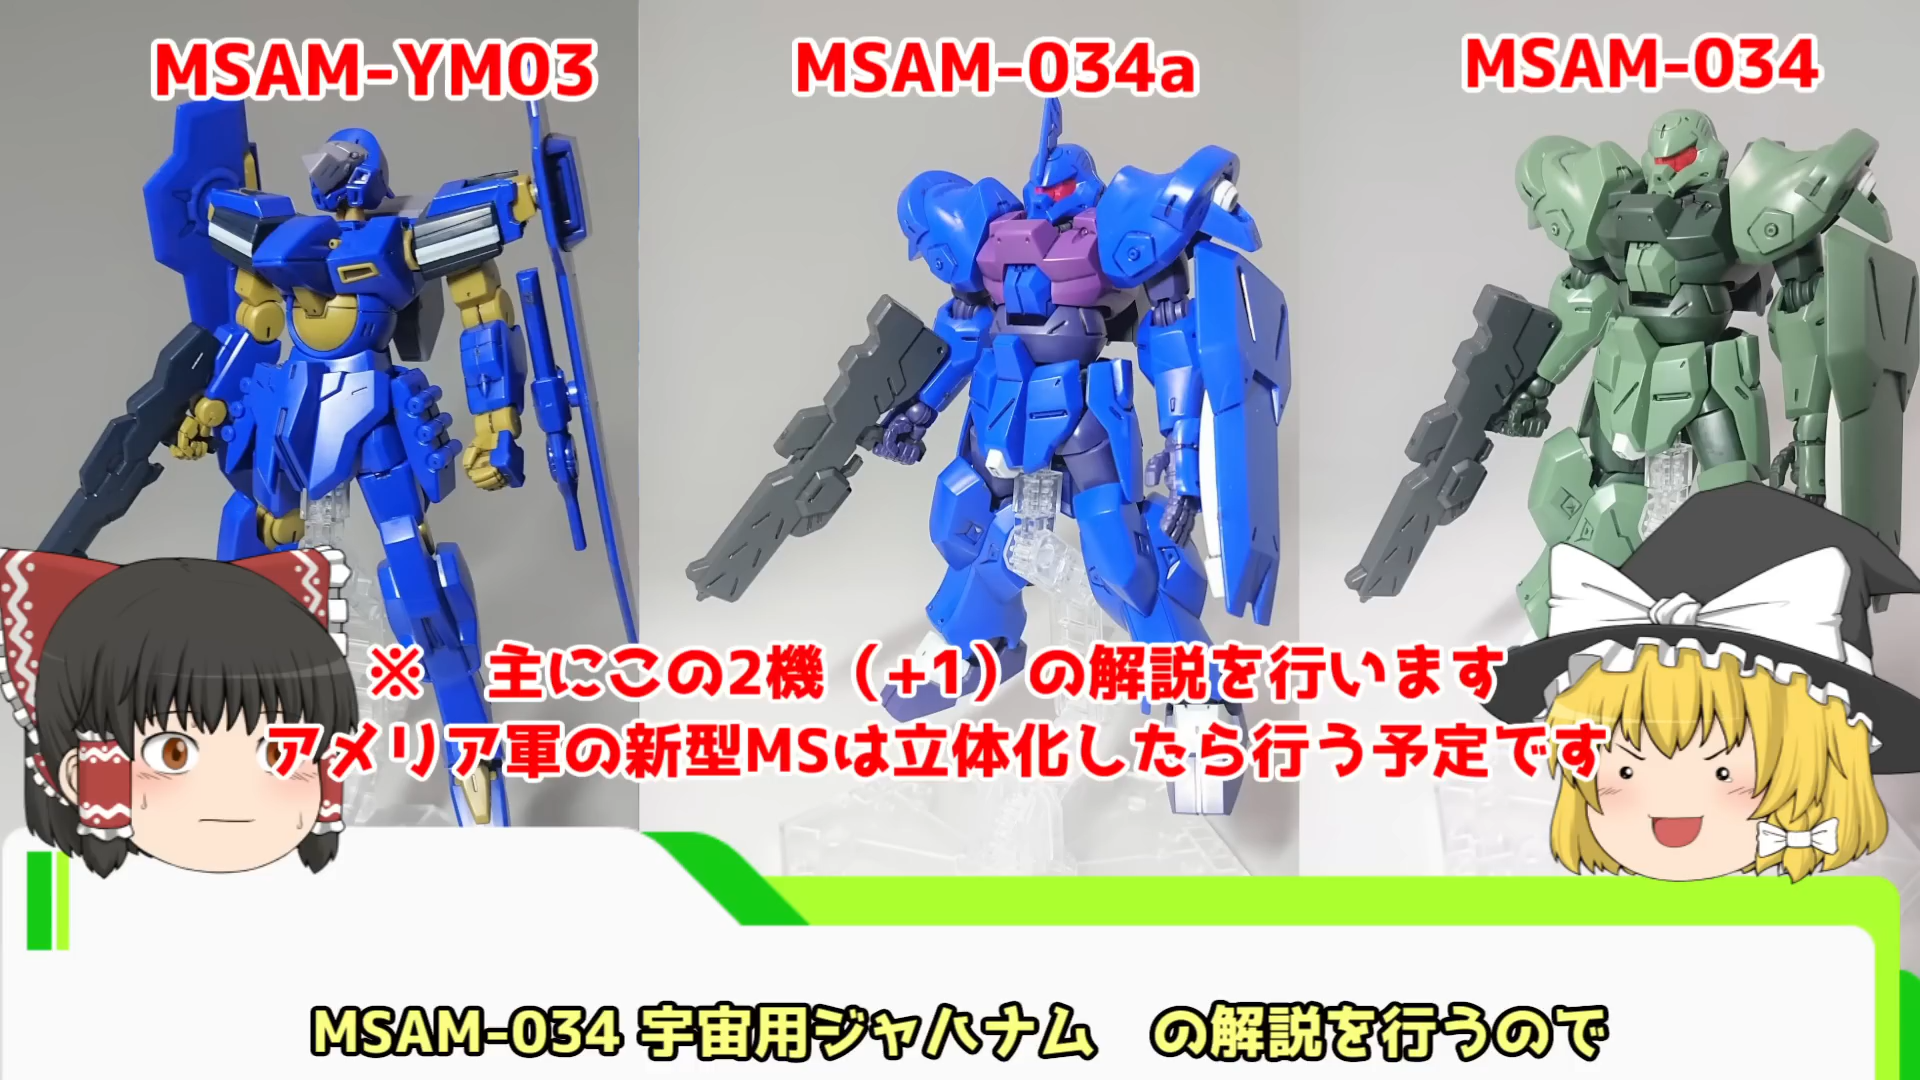 MSAM-YM03
MSAM-034a
MSAM-034
※　主にこの2機（+1）の解説を行います
アメリア軍の新型MSは立体化したら行う予定です
MSAM-034 宇宙用ジャハナム　の解説を行うので